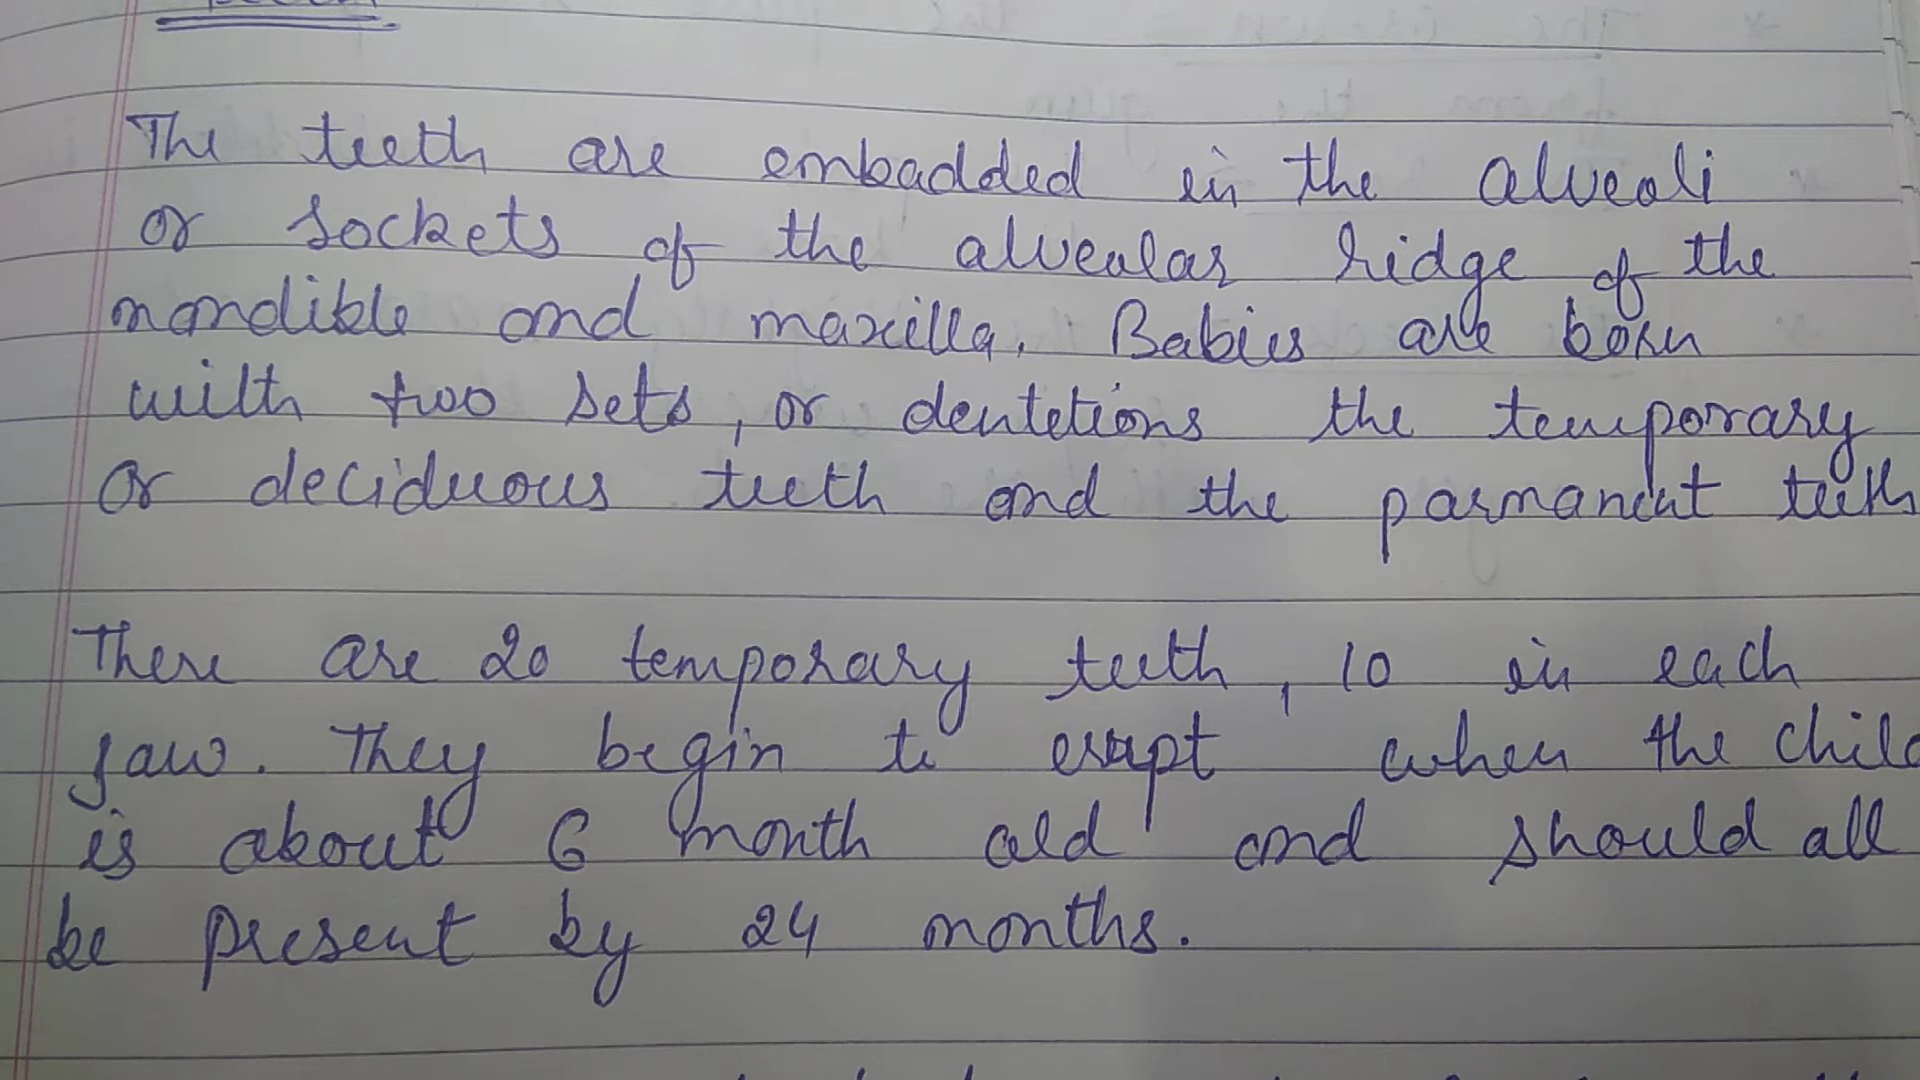 The teeth are embadded in the alveoli
or sockets of the alveolar ridge of the
mandible and maxilla. Babies are born
with two sets, or dentetions the temporary
or deciduous teeth and the parmanent teeth
There are 20 temporary teeth, 10 in each
jaw. They begin to erupt when the child
is about 6 month old and should all
be present by 24 months.